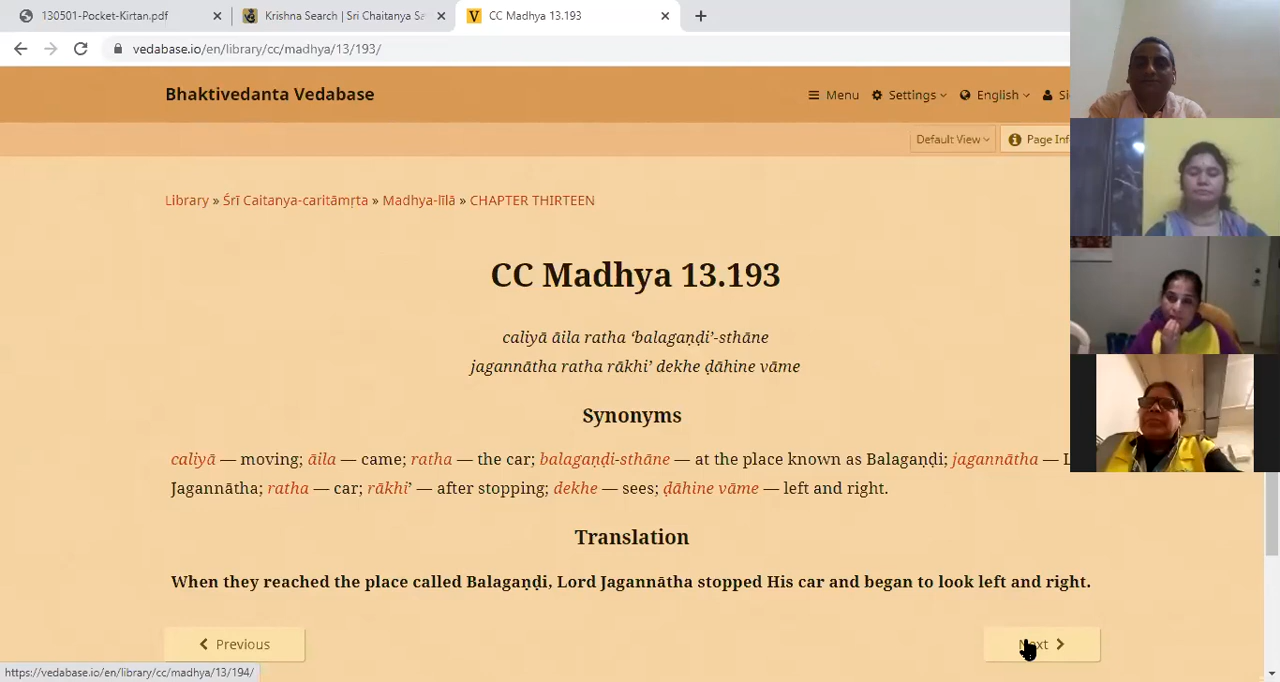 130501-Pocket-Kirtan.pdf
Krishna Search | Sri Chaitanya Sa
CC Madhya 13.193
vedabase.io/en/library/cc/madhya/13/193/
Bhaktivedanta Vedabase
Menu Settings English Si
Default View Page Inf
Library » Śrī Caitanya-caritāmṛta » Madhya-līlā » CHAPTER THIRTEEN
CC Madhya 13.193
caliyā āila ratha ‘balagaṇḍi’-sthāne
jagannātha ratha rākhi’ dekhe ḍāhine vāme
Synonyms
caliyā — moving; āila — came; ratha — the car; balagaṇḍi-sthāne — at the place known as Balagaṇḍi; jagannātha — L
Jagannātha; ratha — car; rākhi’ — after stopping; dekhe — sees; ḍāhine vāme — left and right.
Translation
When they reached the place called Balagaṇḍi, Lord Jagannātha stopped His car and began to look left and right.
Previous
Next
https://vedabase.io/en/library/cc/madhya/13/194/